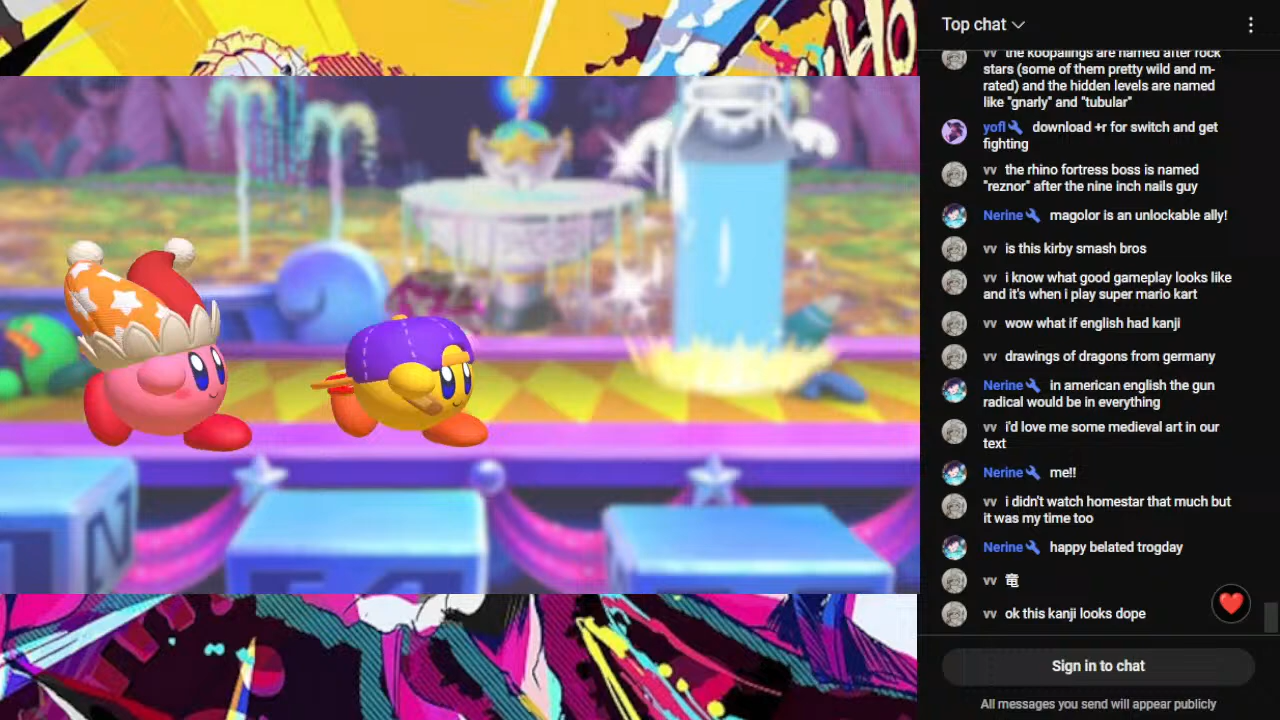 Top chat
vv the koopalings are named after rock
stars (some of them pretty wild and m-
rated) and the hidden levels are named
like "gnarly" and "tubular"
yofl download +r for switch and get
fighting
vv the rhino fortress boss is named
"reznor" after the nine inch nails guy
Nerine magolor is an unlockable ally!
vv is this kirby smash bros
vv i know what good gameplay looks like
and it's when i play super mario kart
vv wow what if english had kanji
vv drawings of dragons from germany
Nerine in american english the gun
radical would be in everything
vv i'd love me some medieval art in our
text
Nerine me!!
vv i didn't watch homestar that much but
it was my time too
Nerine happy belated trogday
vv 竜
vv ok this kanji looks dope
Sign in to chat
All messages you send will appear publicly